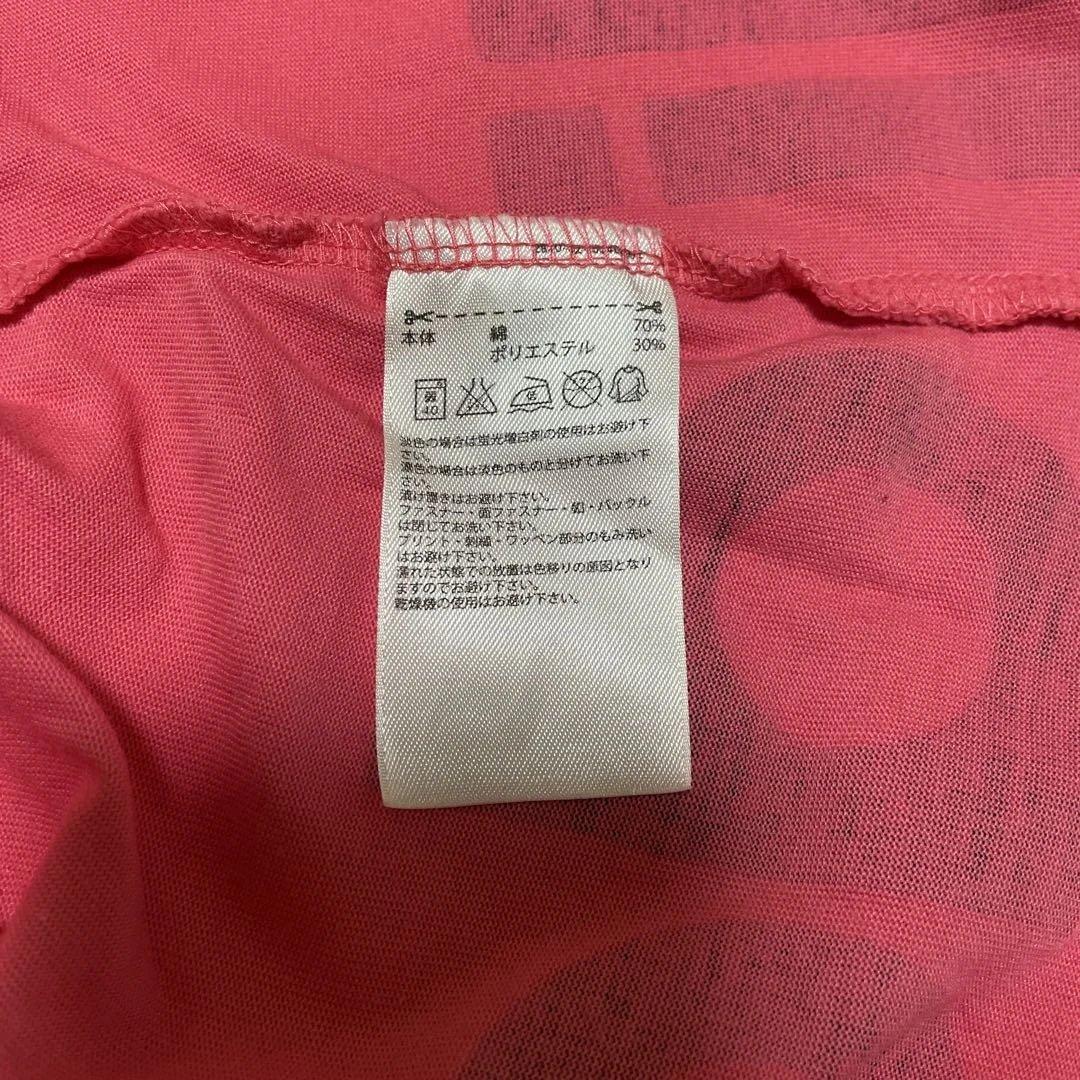 本体 綿 70%
ポリエステル 30%
弱
40
低
淡色の場合は蛍光増白剤の使用はお避け下
さい。
濃色の場合は淡色のものと分けてお洗い下
さい。
漬け置きはお避け下さい。
ファスナー・面ファスナー・釦・バックル
は閉じてお洗い下さい。
プリント・刺繍・ワッペン部分のもみ洗い
はお避け下さい。
濡れた状態での放置は色移りの原因となり
ますのでお避け下さい。
乾燥機の使用はお避け下さい。